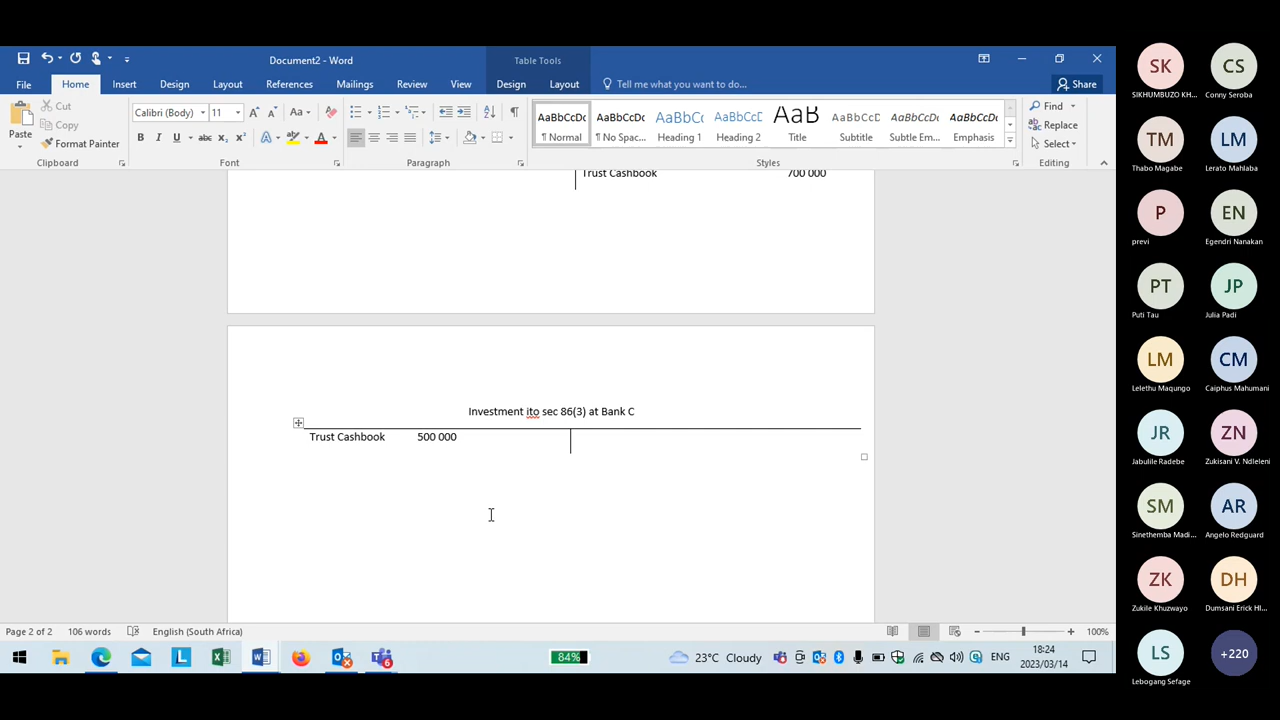 Document2 - Word
Table Tools
File Home Insert Design Layout References Mailings Review View Design Layout Tell me what you want to do... Share
Paste
Cut
Copy
Format Painter
Clipboard
Calibri (Body) 11
Font
Paragraph
AaBbCcDc AaBbCcDc AaBbC AaBbCcD AaB AaBbCcD AaBbCcDc AaBbCcDc
¶ Normal ¶ No Spac... Heading 1 Heading 2 Title Subtitle Subtle Em... Emphasis
Styles
Find
Replace
Select
Editing
Trust Cashbook 700 000
Investment ito sec 86(3) at Bank C
Trust Cashbook 500 000
Page 2 of 2 106 words English (South Africa) 100%
84%
23°C Cloudy
ENG
18:24
2023/03/14
SK CS
SIKHUMBUZO KH... Conny Seroba
TM LM
Thabo Magabe Lerato Mahlaba
P EN
previ Egendri Nanakan
PT JP
Puti Tau Julia Padi
LM CM
Lelethu Maqungo Caiphus Mahumani
JR ZN
Jabulile Radebe Zukisani V. Ndleleni
SM AR
Sinethemba Madi... Angelo Redguard
ZK DH
Zukile Khuzwayo Dumsani Erick Hl...
LS +220
Lebogang Sefage